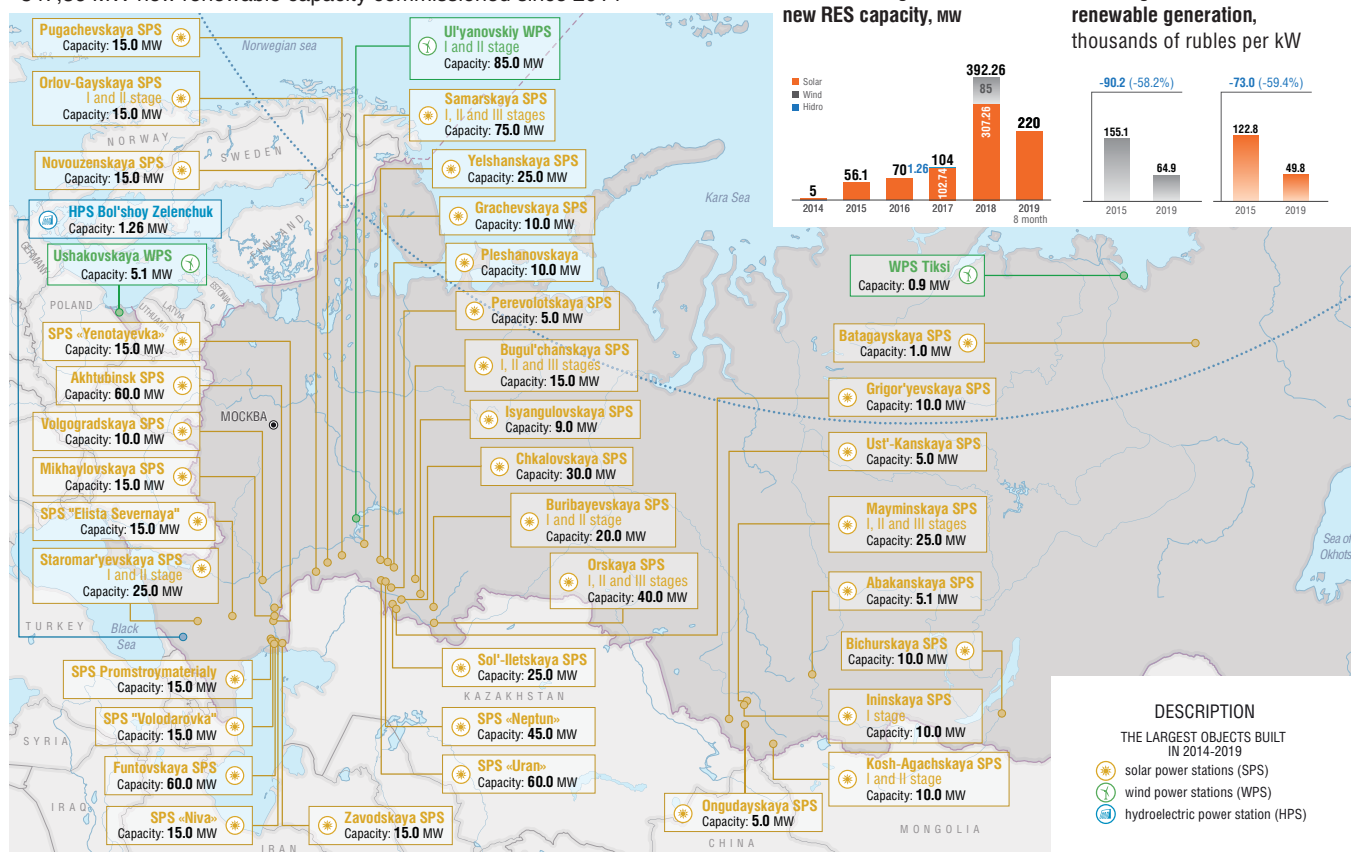 new RES capacity, MW
renewable generation,
thousands of rubles per kW
Solar
Wind
Hidro
5
56.1
70
1.26
104
102.74
392.26
85
307.26
220
2014
2015
2016
2017
2018
2019
8 month
-90.2 (-58.2%)
155.1
64.9
2015
2019
-73.0 (-59.4%)
122.8
49.8
2015
2019
Pugachevskaya SPS
Capacity: 15.0 MW
Orlov-Gayskaya SPS
I and II stage
Capacity: 15.0 MW
Novouzenskaya SPS
Capacity: 15.0 MW
HPS Bol'shoy Zelenchuk
Capacity: 1.26 MW
Ushakovskaya WPS
Capacity: 5.1 MW
SPS «Yenotayevka»
Capacity: 15.0 MW
Akhtubinsk SPS
Capacity: 60.0 MW
Volgogradskaya SPS
Capacity: 10.0 MW
Mikhaylovskaya SPS
Capacity: 15.0 MW
SPS "Elista Severnaya"
Capacity: 15.0 MW
Staromar'yevskaya SPS
I and II stage
Capacity: 25.0 MW
SPS Promstroymaterialy
Capacity: 15.0 MW
SPS "Volodarovka"
Capacity: 15.0 MW
Funtovskaya SPS
Capacity: 60.0 MW
SPS «Niva»
Capacity: 15.0 MW
Zavodskaya SPS
Capacity: 15.0 MW
Ul'yanovskiy WPS
I and II stage
Capacity: 85.0 MW
Samarskaya SPS
I, II and III stages
Capacity: 75.0 MW
Yelshanskaya SPS
Capacity: 25.0 MW
Grachevskaya SPS
Capacity: 10.0 MW
Pleshanovskaya
Capacity: 10.0 MW
Perevolotskaya SPS
Capacity: 5.0 MW
Bugul'chanskaya SPS
I, II and III stages
Capacity: 15.0 MW
Isyangulovskaya SPS
Capacity: 9.0 MW
Chkalovskaya SPS
Capacity: 30.0 MW
Buribayevskaya SPS
I and II stage
Capacity: 20.0 MW
Orskaya SPS
I, II and III stages
Capacity: 40.0 MW
Sol'-Iletskaya SPS
Capacity: 25.0 MW
SPS «Neptun»
Capacity: 45.0 MW
SPS «Uran»
Capacity: 60.0 MW
WPS Tiksi
Capacity: 0.9 MW
Batagayskaya SPS
Capacity: 1.0 MW
Grigor'yevskaya SPS
Capacity: 10.0 MW
Ust'-Kanskaya SPS
Capacity: 5.0 MW
Mayminskaya SPS
I, II and III stages
Capacity: 25.0 MW
Abakanskaya SPS
Capacity: 5.1 MW
Bichurskaya SPS
Capacity: 10.0 MW
Ininskaya SPS
I stage
Capacity: 10.0 MW
Kosh-Agachskaya SPS
I and II stage
Capacity: 10.0 MW
Ongudayskaya SPS
Capacity: 5.0 MW
Norwegian sea
NORWAY
SWEDEN
Kara Sea
GERMANY
POLAND
LITHUANIA
LATVIA
ESTONIA
МОСКВА
TURKEY
Black
Sea
SYRIA
IRAQ
IRAN
KAZAKHSTAN
CHINA
MONGOLIA
Sea of
DESCRIPTION
THE LARGEST OBJECTS BUILT
IN 2014-2019
solar power stations (SPS)
wind power stations (WPS)
hydroelectric power station (HPS)